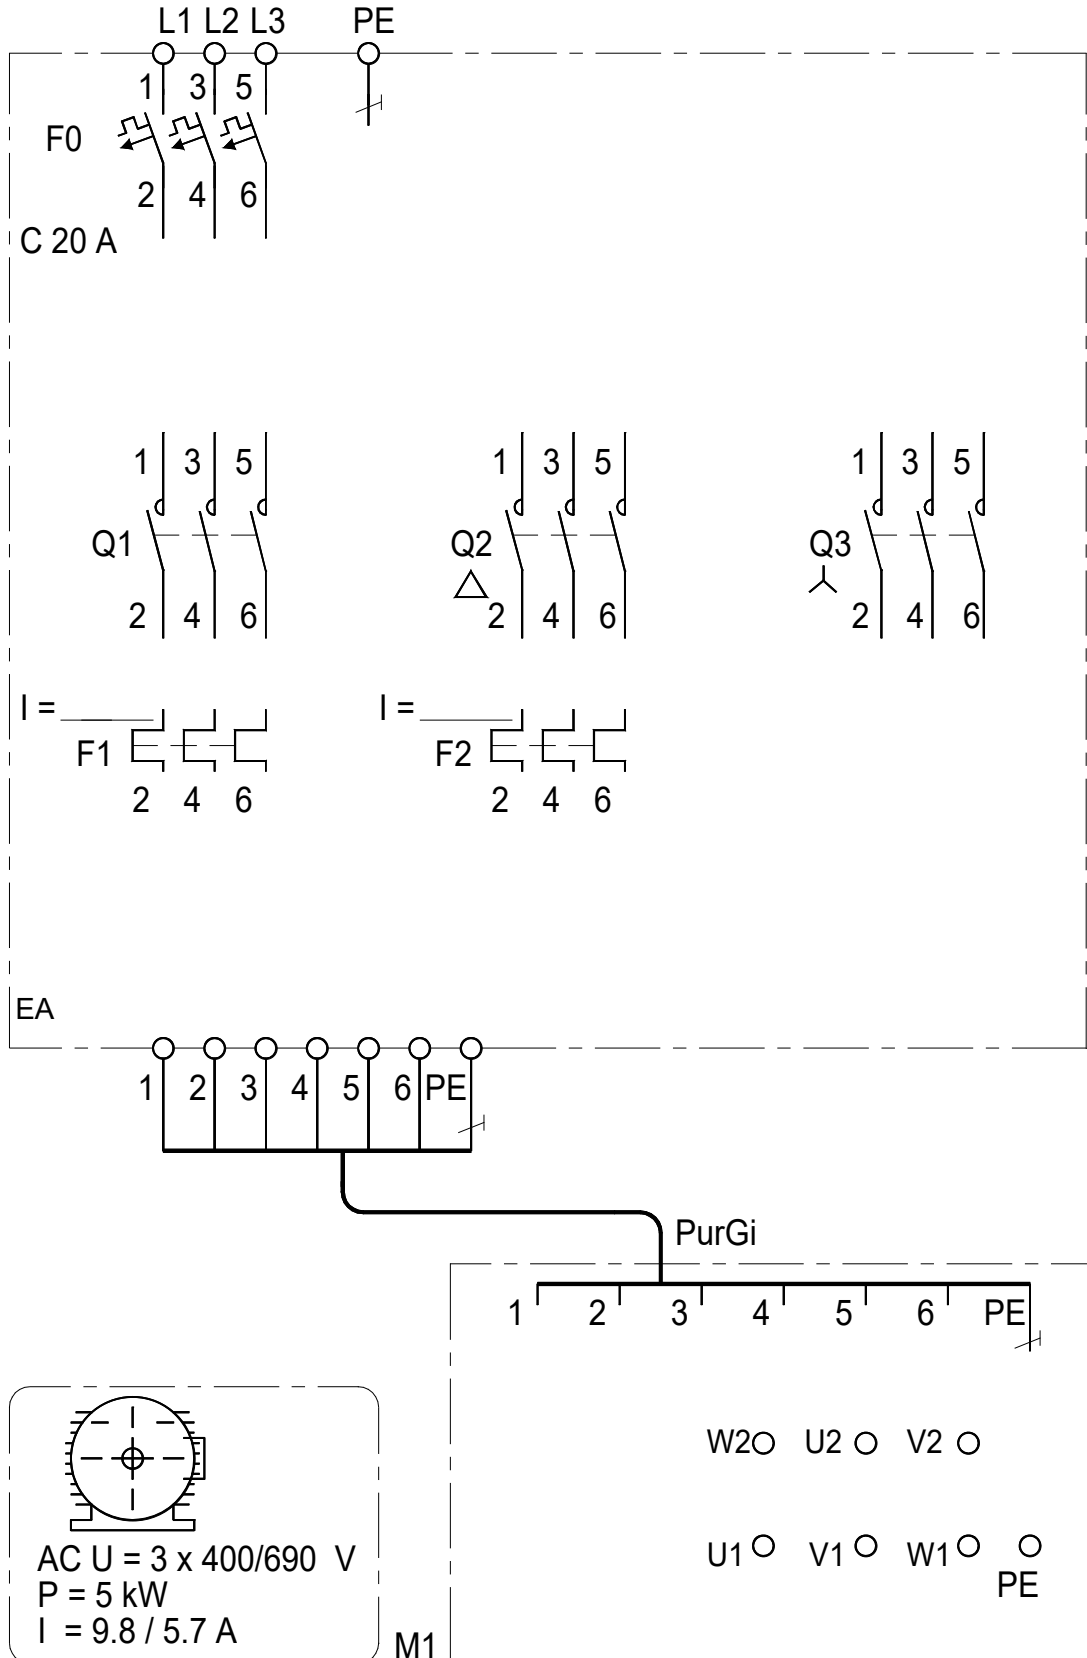 L1 L2 L3 PE
1 3 5
F0
2 4 6
C 20 A
1 3 5 1 3 5 1 3 5
Q1 Q2 Q3
2 4 6 2 4 6 2 4 6
I = ________ I = ________
F1 F2
2 4 6 2 4 6
EA
1 2 3 4 5 6 PE
PurGi
1 2 3 4 5 6 PE
W2 U2 V2
U1 V1 W1
PE
AC U = 3 x 400/690 V
P = 5 kW
I = 9.8 / 5.7 A
M1